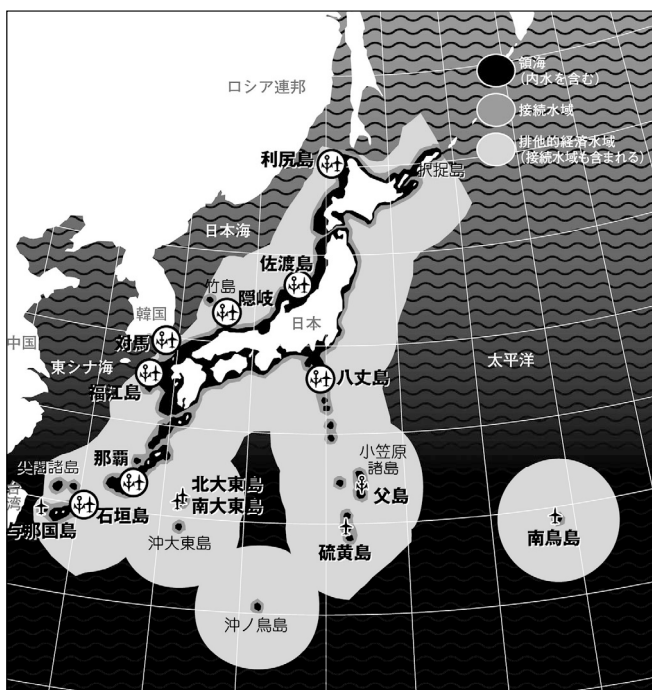 領海
(内水を含む)
接続水域
排他的経済水域
(接続水域も含まれる)
ロシア連邦
利尻島
択捉島
日本海
佐渡島
竹島
隠岐
韓国
日本
対馬
中国
東シナ海
太平洋
福江島
八丈島
小笠原
諸島
那覇
尖閣諸島
北大東島
南大東島
父島
台湾
石垣島
与那国島
沖大東島
硫黄島
南鳥島
沖ノ鳥島